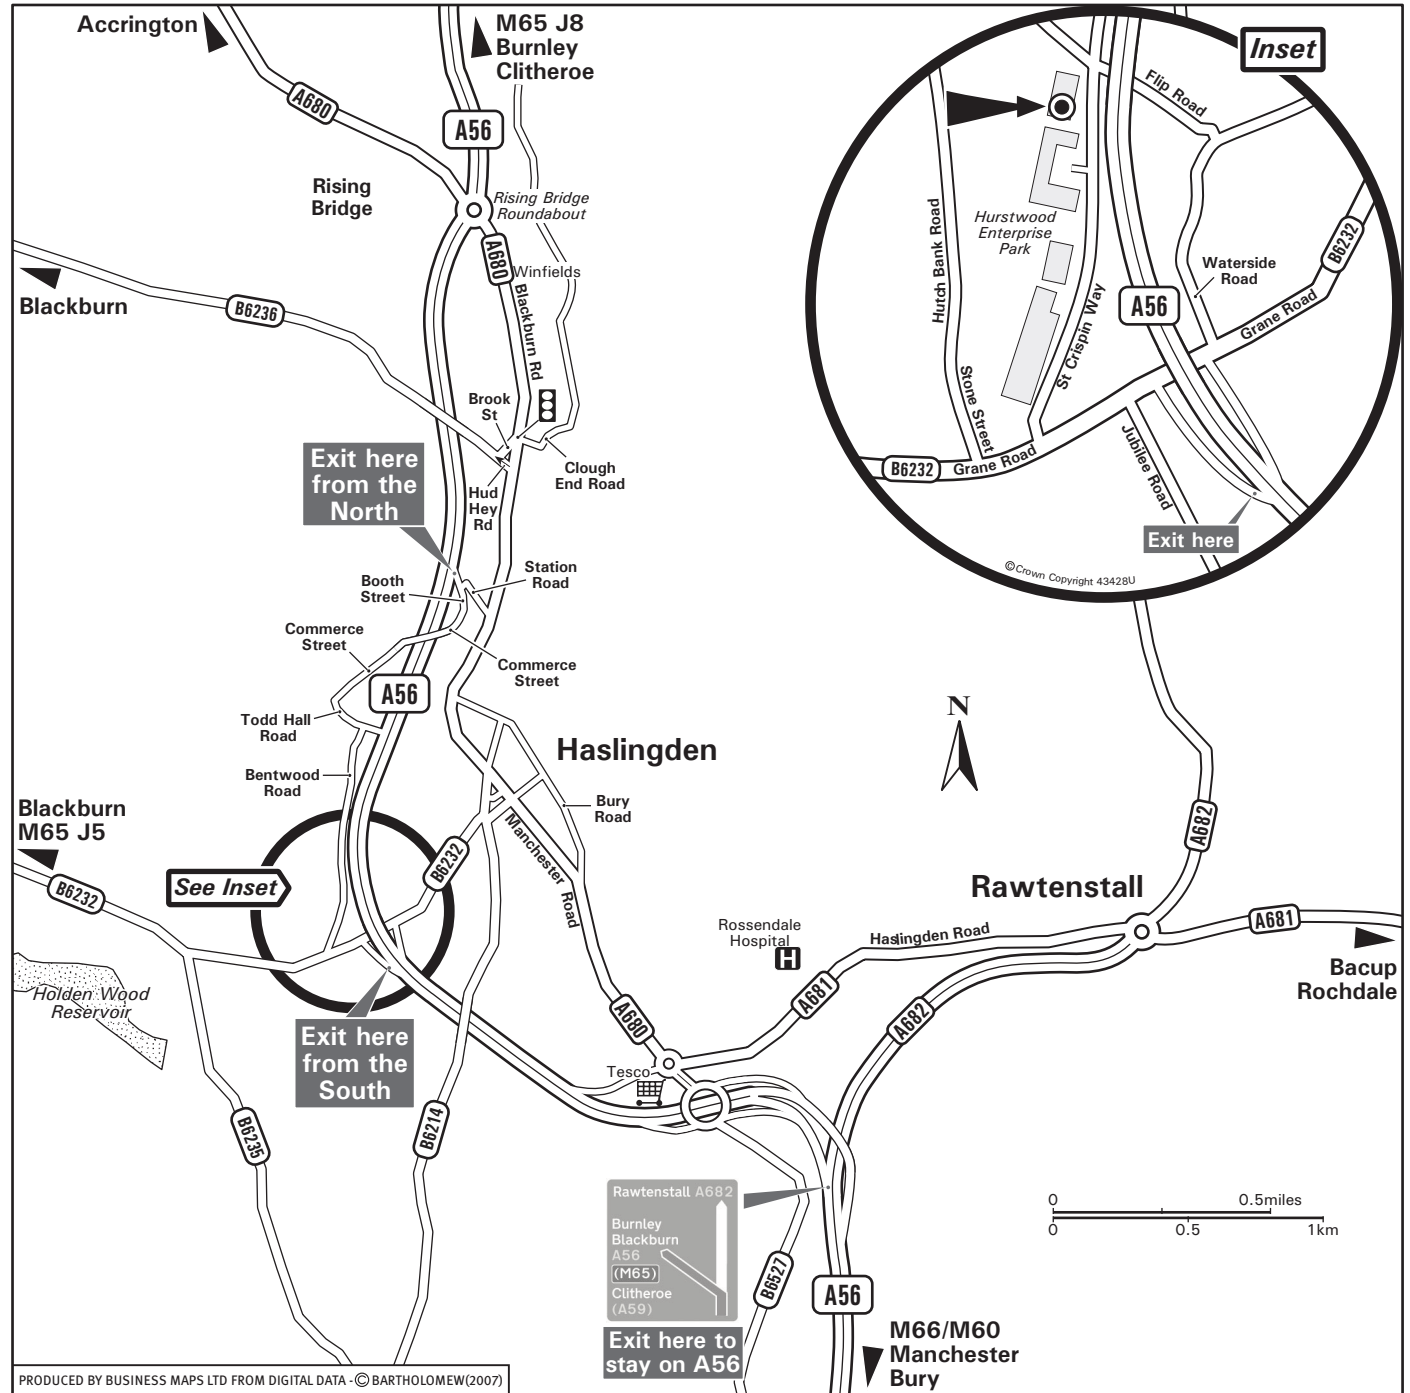 Accrington
M65 J8
Burnley
Clitheroe
A680
A56
Rising
Bridge
Rising Bridge
Roundabout
A680
Winfields
Blackburn
B6236
Blackburn Rd
Brook
St
Exit here
from the
North
Clough
End Road
Hud
Hey
Rd
Station
Road
Booth
Street
Commerce
Street
Commerce
Street
A56
Todd Hall
Road
Haslingden
Bentwood
Road
Bury
Road
Manchester Road
Blackburn
M65 J5
B6232
See Inset
B6232
Holden Wood
Reservoir
Exit here
from the
South
B6235
B6214
Inset
Flip Road
Hutch Bank Road
Hurstwood
Enterprise
Park
Waterside
Road
B6232
A56
Grane Road
St Crispin Way
Stone Street
B6232
Grane Road
Jubilee Road
Exit here
©Crown Copyright 43428U
N
A682
Rawtenstall
Rossendale
Hospital
H
Haslingden Road
A681
Bacup
Rochdale
A681
A682
A680
Tesco
Rawtenstall A682
Burnley
Blackburn
A56
(M65)
Clitheroe
(A59)
Exit here to
stay on A56
B6527
A56
M66/M60
Manchester
Bury
0 0.5miles
0 0.5 1km
PRODUCED BY BUSINESS MAPS LTD FROM DIGITAL DATA - © BARTHOLOMEW(2007)